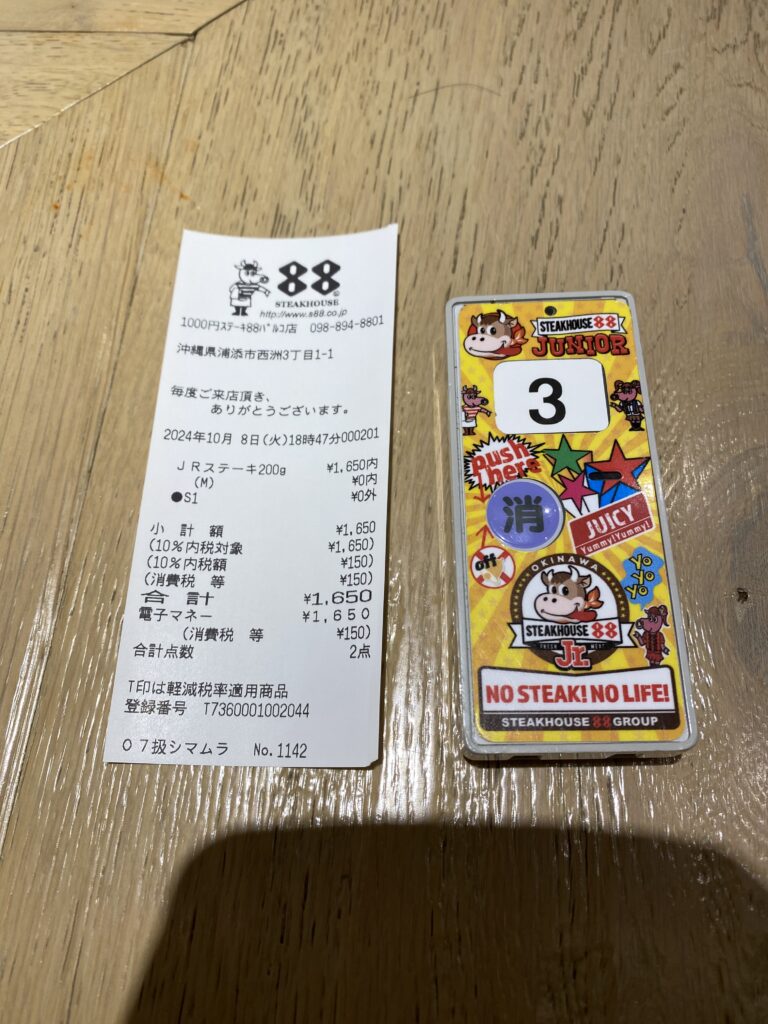 88
STEAKHOUSE
http://www.s88.co.jp
1000円ステーキ88パルコ店 098-894-8801
沖縄県浦添市西洲3丁目1-1
毎度ご来店頂き、
ありがとうございます。
2024年10月 8日(火)18時47分000201
JRステーキ200g ¥1,650内
(M) ¥0内
●S1 ¥0外
小 計 額 ¥1,650
(10%内税対象 ¥1,650)
(10%内税額 ¥150)
(消費税 等 ¥150)
合 計 ¥1,650
電子マネー ¥1,650
(消費税 等 ¥150)
合計点数 2点
T印は軽減税率適用商品
登録番号 T7360001002044
07扱シマムラ No.1142
STEAKHOUSE 88
JUNIOR
3
push
here
消
JUICY
Yummy!Yummy!
off
YO
YO
YO
OKINAWA
STEAKHOUSE 88
Jr.
NO STEAK! NO LIFE!
STEAKHOUSE 88 GROUP